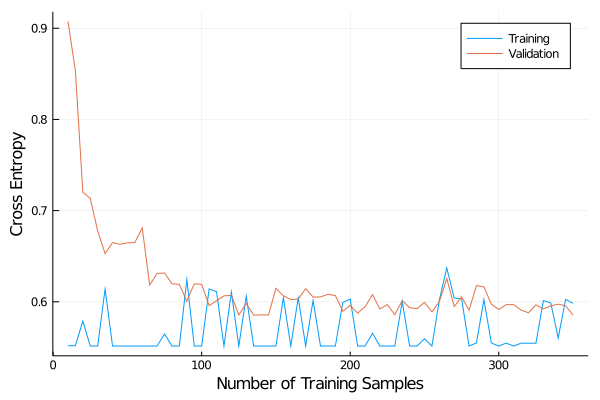 0.9
0.8
0.7
0.6
Cross Entropy
0
100
200
300
Number of Training Samples
Training
Validation